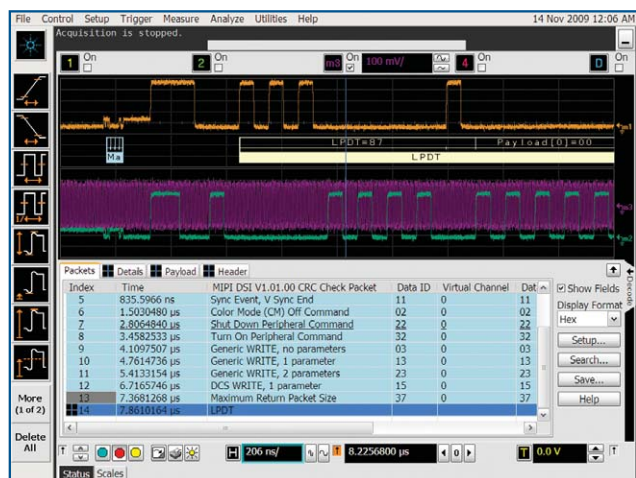 File Control Setup Trigger Measure Analyze Utilities Help 14 Nov 2009 12:06 AM
Acquisition is stopped.
1 On 2 On m3 On 100 mV/ 4 On D On
m1
LPDT=87 Payload[0]=00
Ma LPDT
m3
m2
Packets Details Payload Header
Index Time MIPI DSI V1.01.00 CRC Check Packet Data ID Virtual Channel Dat
5 835.5966 ns Sync Event, V Sync End 11 0 11
6 1.5030480 µs Color Mode (CM) Off Command 02 0 02
7 2.8064840 µs Shut Down Peripheral Command 22 0 22
8 3.4582533 µs Turn On Peripheral Command 32 0 32
9 4.1097507 µs Generic WRITE, no parameters 03 0 03
10 4.7614736 µs Generic WRITE, 1 parameter 13 0 13
11 5.4133154 µs Generic WRITE, 2 parameters 23 0 23
12 6.7165746 µs DCS WRITE, 1 parameter 15 0 15
13 7.3681268 µs Maximum Return Packet Size 37 0 37
14 7.8610164 µs LPDT
Decode
Show Fields
Display Format
Hex
Setup...
Search...
Save...
Help
More
(1 of 2)
Delete
All
H 206 ns/ 8.2256800 µs 0 T 0.0 V
Status Scales